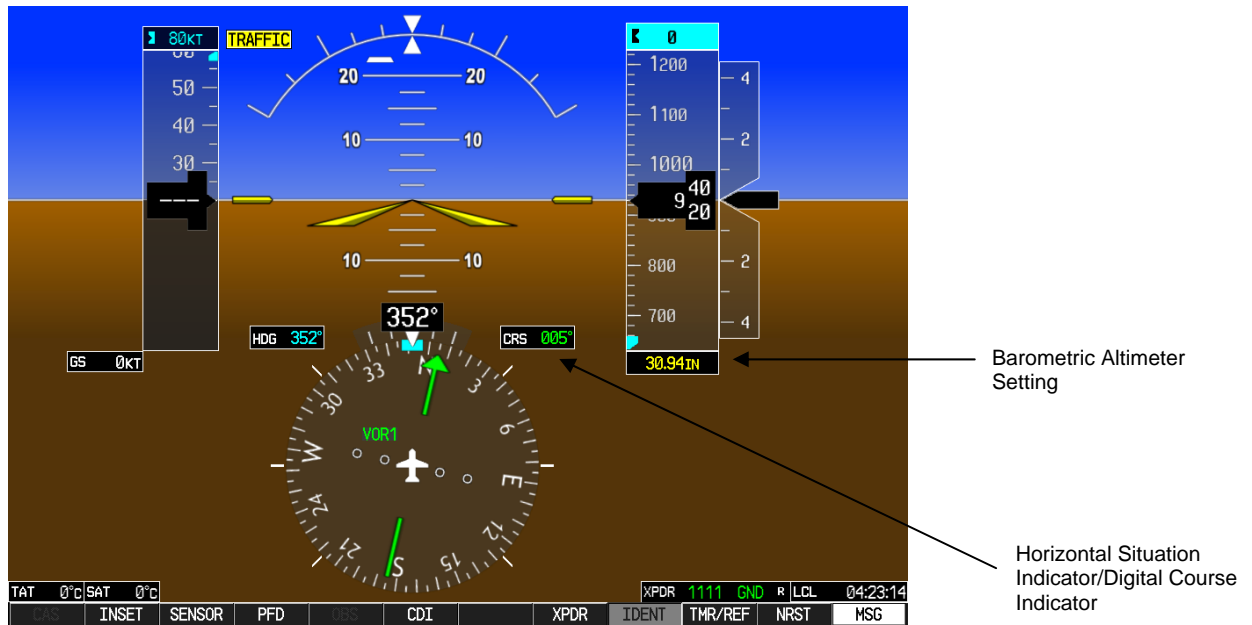 80KT TRAFFIC 0
60
50
40
30
---
20 20
10 10
10 10
1200
1100
1000
9 40
20
900
800
700
4
2
2
4
352°
HDG 352°
CRS 005°
GS 0KT
30.94IN
Barometric Altimeter
Setting
N
3
6
E
12
15
S
21
24
W
30
33
VOR1
Horizontal Situation
Indicator/Digital Course
Indicator
TAT 0°C SAT 0°C
XPDR 1111 GND R LCL 04:23:14
CAS INSET SENSOR PFD OBS CDI XPDR IDENT TMR/REF NRST MSG